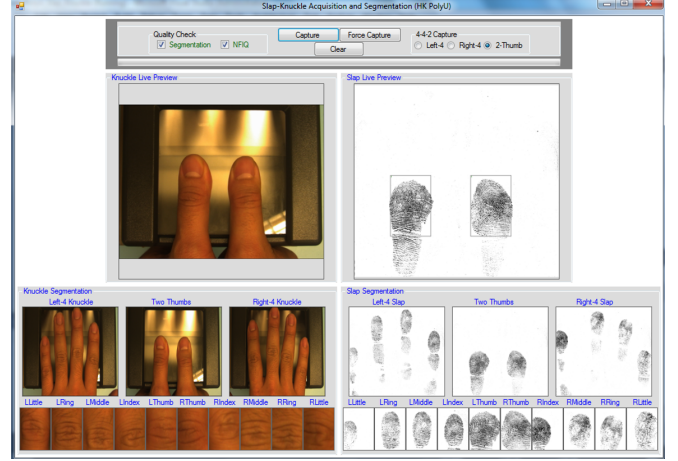 Slap-Knuckle Acquisition and Segmentation (HK PolyU)
Quality Check
Segmentation NFIQ
Capture Force Capture
Clear
4-4-2 Capture
Left-4 Right-4 2-Thumb
Knuckle Live Preview
Slap Live Preview
Knuckle Segmentation
Left-4 Knuckle Two Thumbs Right-4 Knuckle
LLittle LRing LMiddle LIndex LThumb RThumb RIndex RMiddle RRing RLittle
Slap Segmentation
Left-4 Slap Two Thumbs Right-4 Slap
LLittle LRing LMiddle LIndex LThumb RThumb RIndex RMiddle RRing RLittle